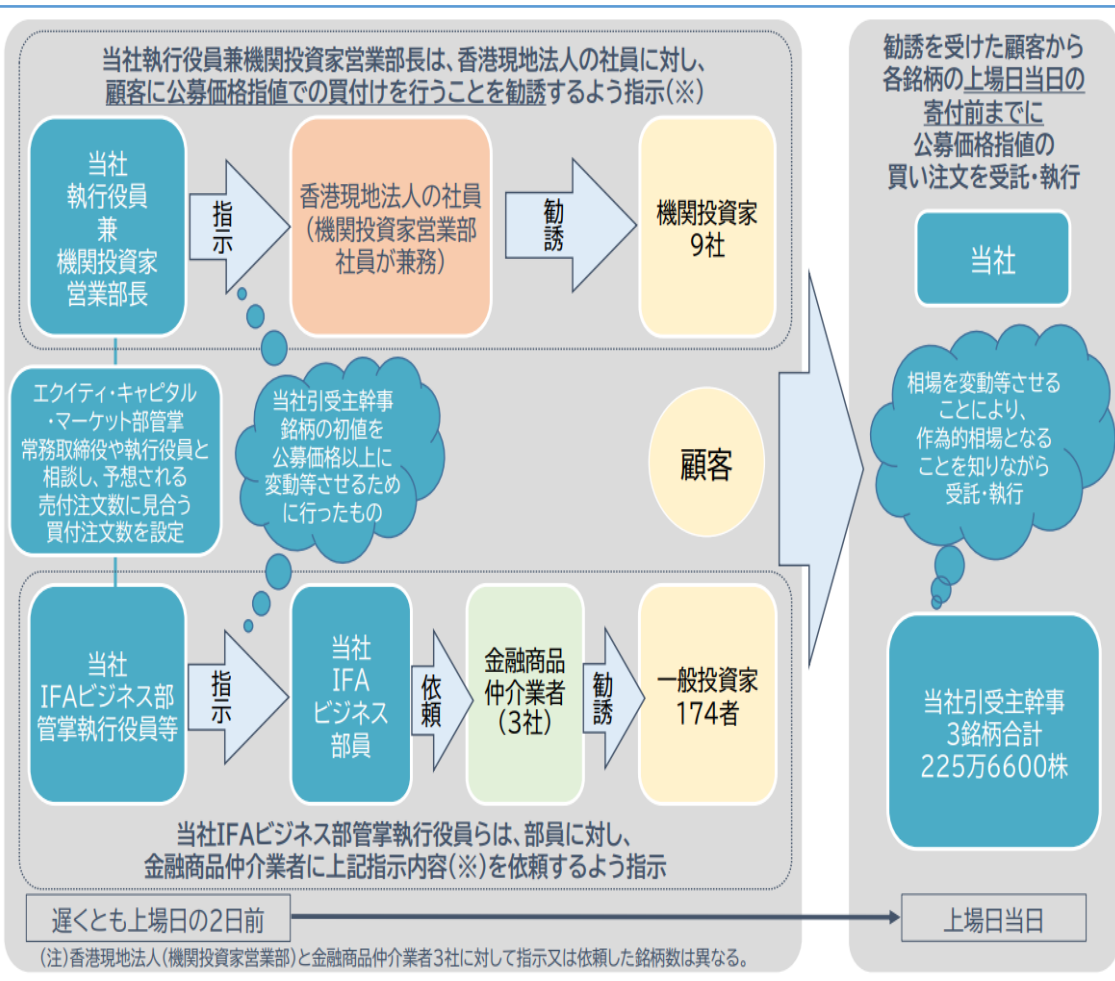 当社執行役員兼機関投資家営業部長は、香港現地法人の社員に対し、
顧客に公募価格指値での買付けを行うことを勧誘するよう指示(※)
当社
執行役員
兼
機関投資家
営業部長
指示
香港現地法人の社員
(機関投資家営業部
社員が兼務)
勧誘
機関投資家
9社
エクイティ・キャピタル
・マーケット部管掌
常務取締役や執行役員と
相談し、予想される
売付注文数に見合う
買付注文数を設定
当社引受主幹事
銘柄の初値を
公募価格以上に
変動等させるため
に行ったもの
顧客
当社
IFAビジネス部
管掌執行役員等
指示
当社
IFA
ビジネス
部員
依頼
金融商品
仲介業者
(3社)
勧誘
一般投資家
174者
当社IFAビジネス部管掌執行役員らは、部員に対し、
金融商品仲介業者に上記指示内容(※)を依頼するよう指示
勧誘を受けた顧客から
各銘柄の上場日当日の
寄付前までに
公募価格指値の
買い注文を受託・執行
当社
相場を変動等させる
ことにより、
作為的相場となる
ことを知りながら
受託・執行
当社引受主幹事
3銘柄合計
225万6600株
遅くとも上場日の2日前
上場日当日
(注)香港現地法人(機関投資家営業部)と金融商品仲介業者3社に対して指示又は依頼した銘柄数は異なる。